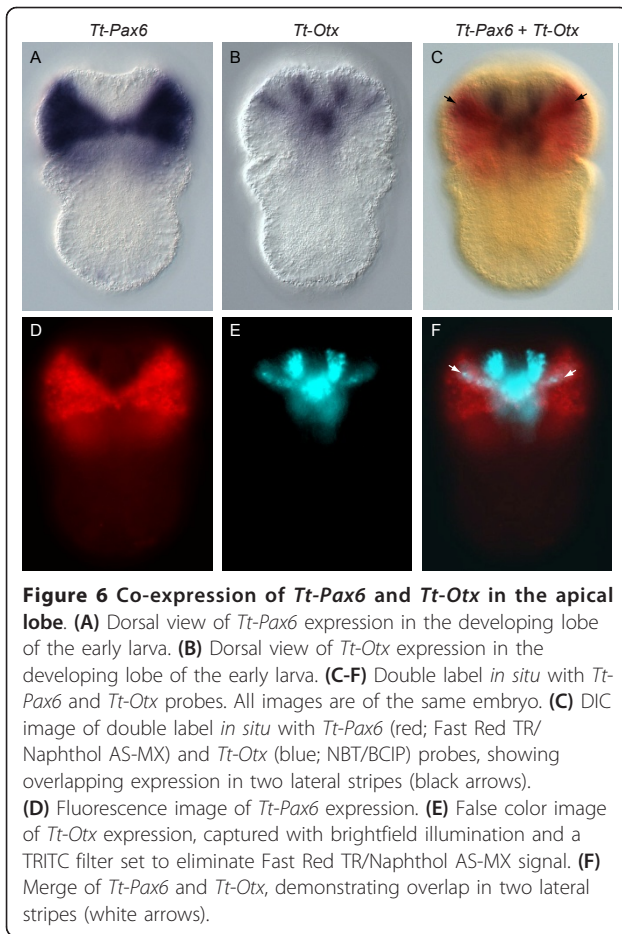 Tt-Pax6 Tt-Otx Tt-Pax6 + Tt-Otx
A B C
D E F
Figure 6 Co-expression of Tt-Pax6 and Tt-Otx in the apical
lobe. (A) Dorsal view of Tt-Pax6 expression in the developing lobe
of the early larva. (B) Dorsal view of Tt-Otx expression in the
developing lobe of the early larva. (C-F) Double label in situ with Tt-
Pax6 and Tt-Otx probes. All images are of the same embryo. (C) DIC
image of double label in situ with Tt-Pax6 (red; Fast Red TR/
Naphthol AS-MX) and Tt-Otx (blue; NBT/BCIP) probes, showing
overlapping expression in two lateral stripes (black arrows).
(D) Fluorescence image of Tt-Pax6 expression. (E) False color image
of Tt-Otx expression, captured with brightfield illumination and a
TRITC filter set to eliminate Fast Red TR/Naphthol AS-MX signal. (F)
Merge of Tt-Pax6 and Tt-Otx, demonstrating overlap in two lateral
stripes (white arrows).